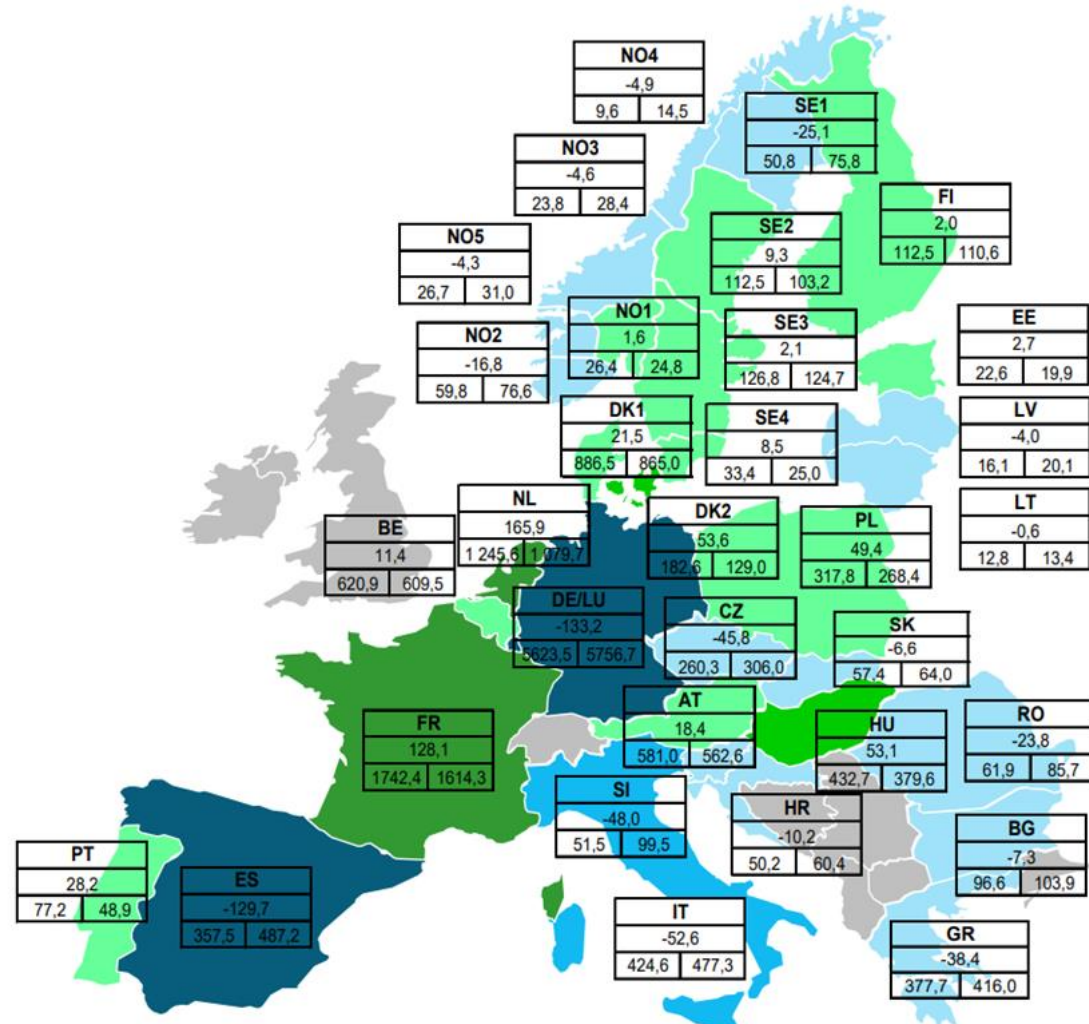 NO4
-4,9
9,6 14,5
SE1
-25,1
50,8 75,8
NO3
-4,6
23,8 28,4
FI
2,0
112,5 110,6
SE2
9,3
112,5 103,2
NO5
-4,3
26,7 31,0
NO1
1,6
26,4 24,8
SE3
2,1
126,8 124,7
EE
2,7
22,6 19,9
NO2
-16,8
59,8 76,6
DK1
21,5
886,5 865,0
SE4
8,5
33,4 25,0
LV
-4,0
16,1 20,1
NL
165,9
1 245,6 1 079,7
LT
-0,6
12,8 13,4
DK2
53,6
182,6 129,0
PL
49,4
317,8 268,4
BE
11,4
620,9 609,5
DE/LU
-133,2
5623,5 5756,7
CZ
-45,8
260,3 306,0
SK
-6,6
57,4 64,0
AT
18,4
581,0 562,6
RO
-23,8
61,9 85,7
FR
128,1
1742,4 1614,3
HU
53,1
432,7 379,6
SI
-48,0
51,5 99,5
HR
-10,2
50,2 60,4
BG
-7,3
96,6 103,9
PT
28,2
77,2 48,9
ES
-129,7
357,5 487,2
IT
-52,6
424,6 477,3
GR
-38,4
377,7 416,0